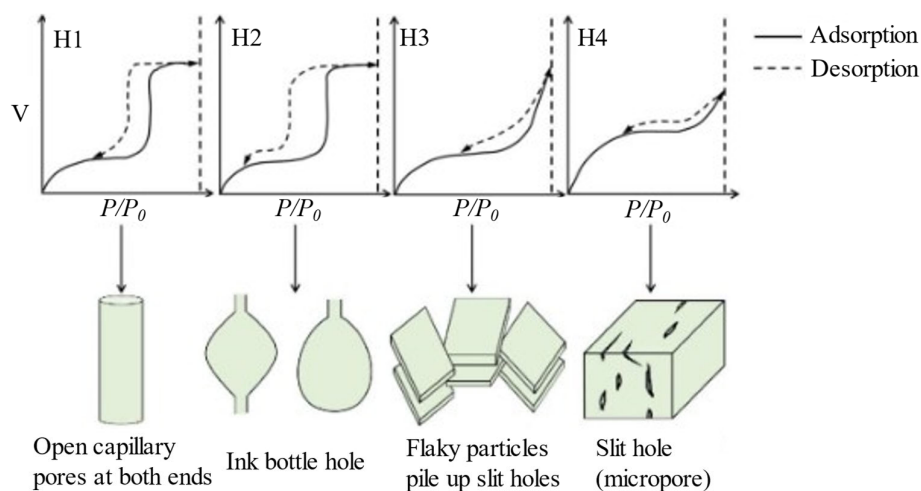 H1
H2
H3
H4
Adsorption
Desorption
V
P/P0
P/P0
P/P0
P/P0
Open capillary
pores at both ends
Ink bottle hole
Flaky particles
pile up slit holes
Slit hole
(micropore)